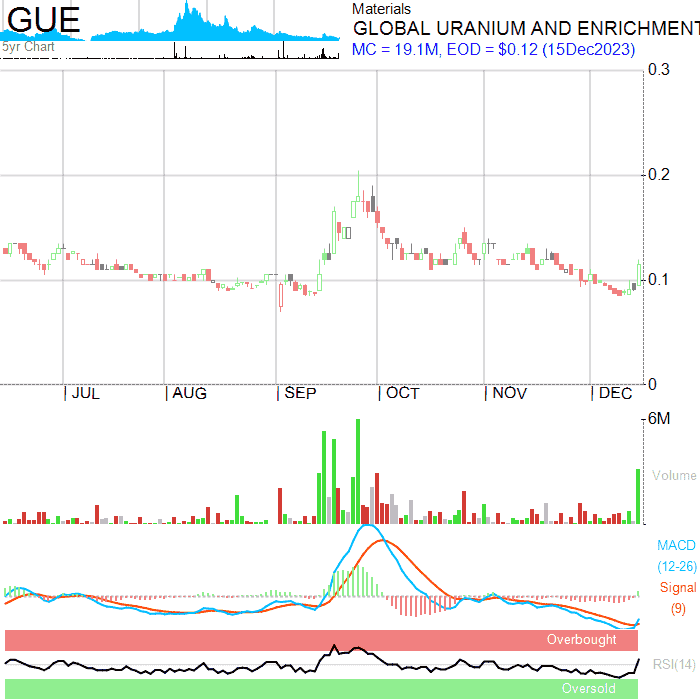 GUE
5yr Chart
Materials
GLOBAL URANIUM AND ENRICHMENT
MC = 19.1M, EOD = $0.12 (15Dec2023)
0.3
0.2
0.1
0
JUL AUG SEP OCT NOV DEC
6M
Volume
MACD
(12-26)
Signal
(9)
Overbought
RSI(14)
Oversold